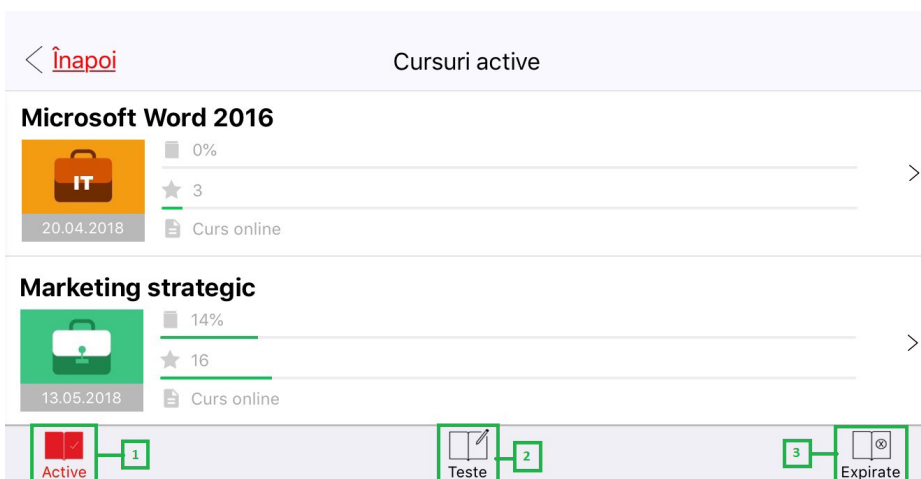 Înapoi
Cursuri active
Microsoft Word 2016
0%
IT
3
20.04.2018
Curs online
Marketing strategic
14%
16
13.05.2018
Curs online
1
2
3
Active
Teste
Expirate